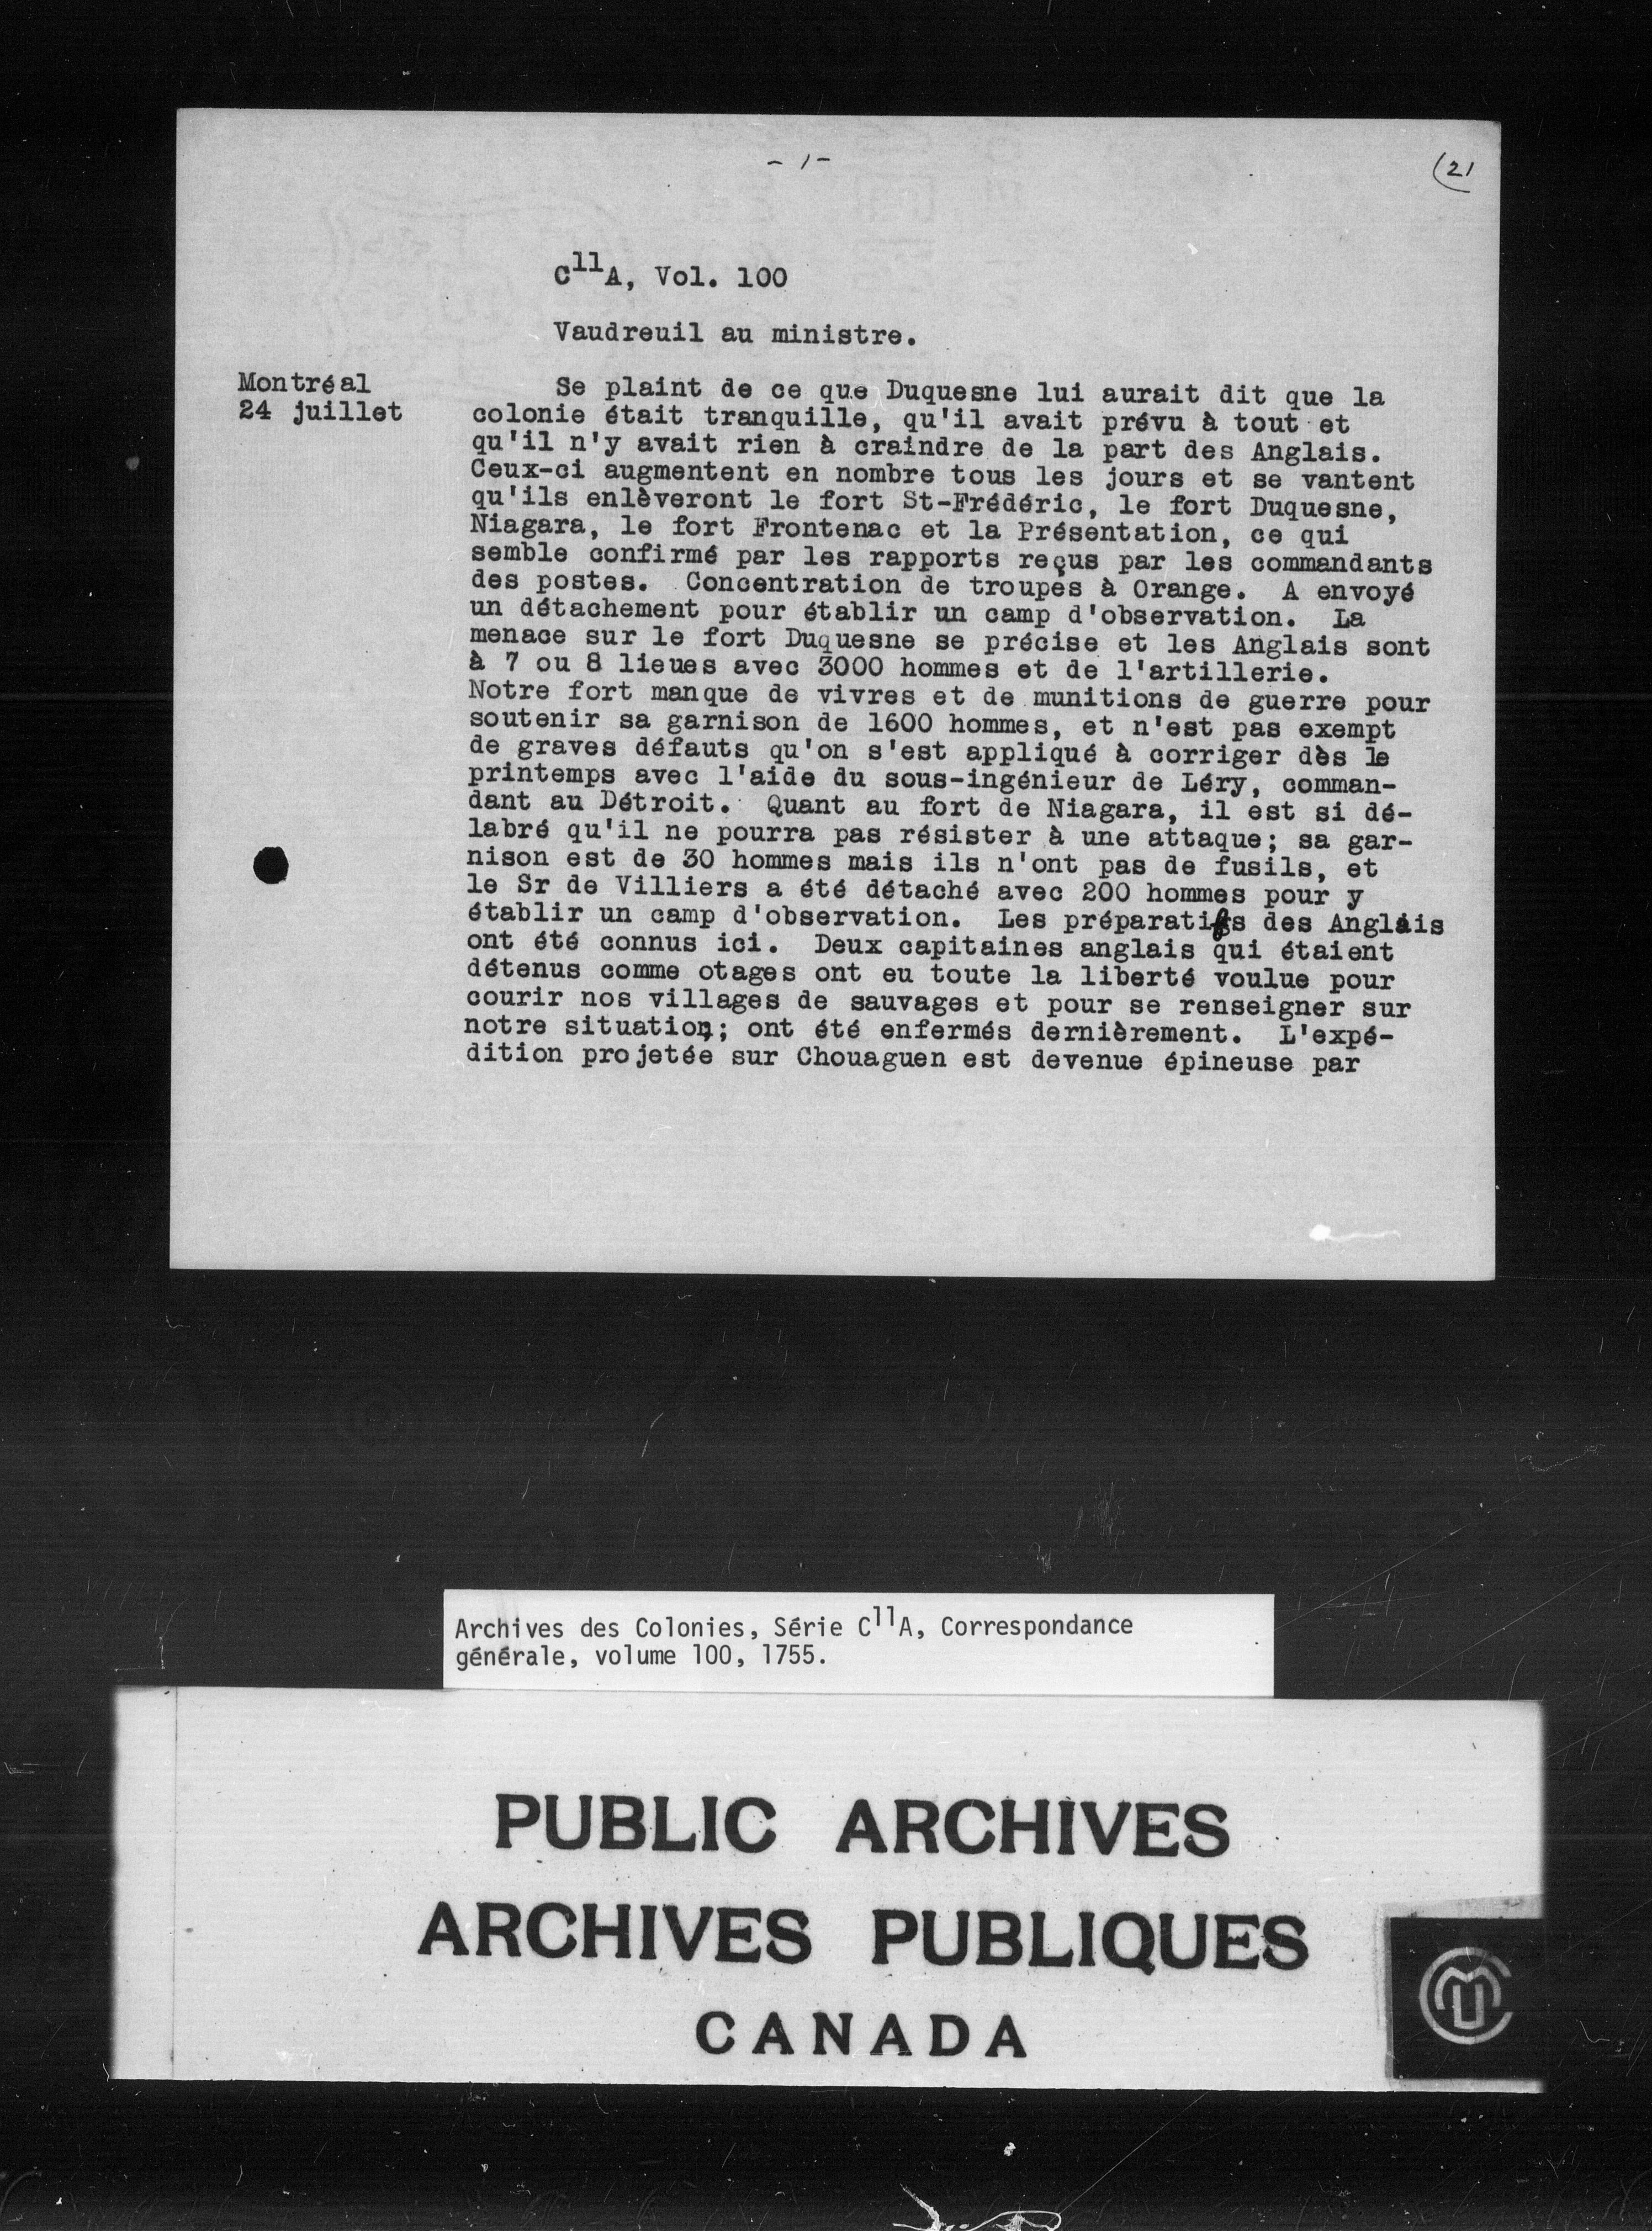 - 1 -
(21
C11A, Vol. 100
Vaudreuil au ministre.
Montréal
24 juillet
Se plaint de ce que Duquesne lui aurait dit que la
colonie était tranquille, qu'il avait prévu à tout et
qu'il n'y avait rien à craindre de la part des Anglais.
Ceux-ci augmentent en nombre tous les jours et se vantent
qu'ils enlèveront le fort St-Frédéric, le fort Duquesne,
Niagara, le fort Frontenac et la Présentation, ce qui
semble confirmé par les rapports reçus par les commandants
des postes. Concentration de troupes à Orange. A envoyé
un détachement pour établir un camp d'observation. La
menace sur le fort Duquesne se précise et les Anglais sont
à 7 ou 8 lieues avec 3000 hommes et de l'artillerie.
Notre fort manque de vivres et de munitions de guerre pour
soutenir sa garnison de 1600 hommes, et n'est pas exempt
de graves défauts qu'on s'est appliqué à corriger dès le
printemps avec l'aide du sous-ingénieur de Léry, comman-
dant au Détroit. Quant au fort de Niagara, il est si dé-
labré qu'il ne pourra pas résister à une attaque; sa gar-
nison est de 30 hommes mais ils n'ont pas de fusils, et
le Sr de Villiers a été détaché avec 200 hommes pour y
établir un camp d'observation. Les préparatifs des Anglais
ont été connus ici. Deux capitaines anglais qui étaient
détenus comme otages ont eu toute la liberté voulue pour
courir nos villages de sauvages et pour se renseigner sur
notre situation; ont été enfermés dernièrement. L'expé-
dition projetée sur Chouaguen est devenue épineuse par
Archives des Colonies, Série C11A, Correspondance
générale, volume 100, 1755.
PUBLIC ARCHIVES
ARCHIVES PUBLIQUES
CANADA